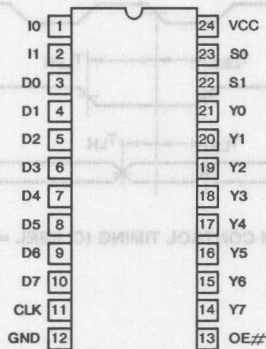 I0 1 24 VCC
I1 2 23 S0
D0 3 22 S1
D1 4 21 Y0
D2 5 20 Y1
D3 6 19 Y2
D4 7 18 Y3
D5 8 17 Y4
D6 9 16 Y5
D7 10 15 Y6
CLK 11 14 Y7
GND 12 13 OE#